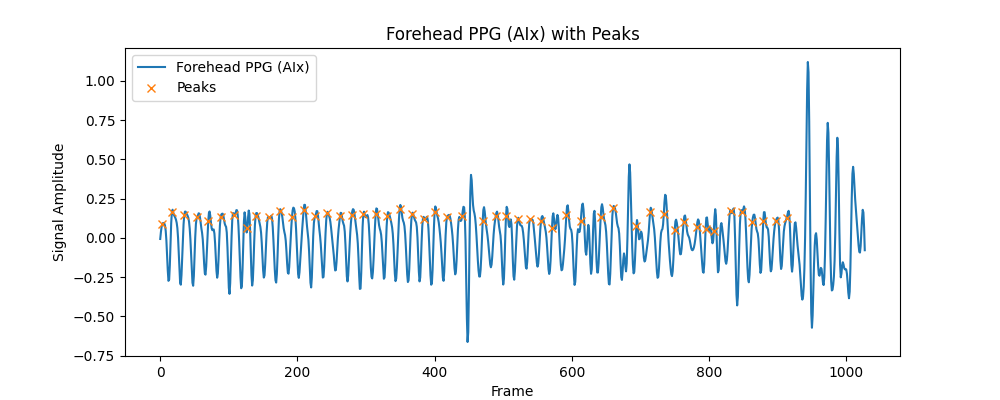 Forehead PPG (AIx) with Peaks
Forehead PPG (AIx)
Peaks
1.00
0.75
0.50
0.25
0.00
−0.25
−0.50
−0.75
Signal Amplitude
0 200 400 600 800 1000
Frame